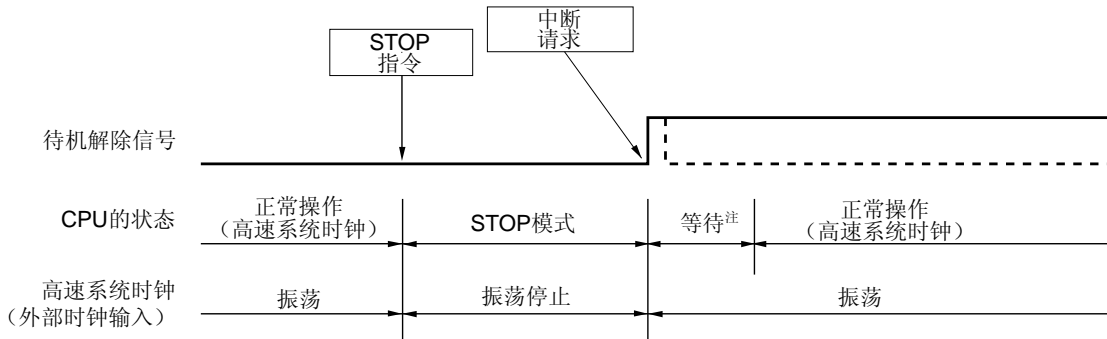 中断
请求
STOP
指令
待机解除信号
CPU的状态
正常操作
（高速系统时钟）
STOP模式
等待注
正常操作
（高速系统时钟）
高速系统时钟
（外部时钟输入）
振荡
振荡停止
振荡